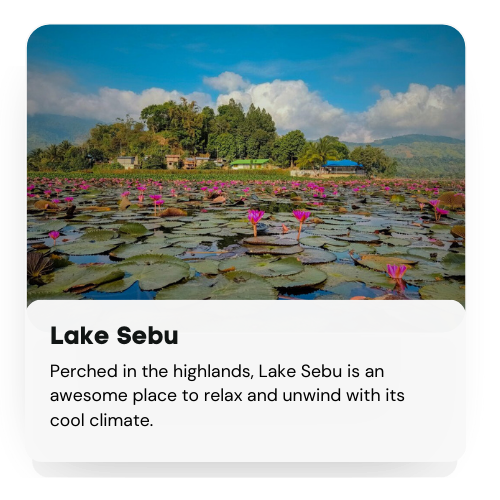 Lake Sebu
Perched in the highlands, Lake Sebu is an
awesome place to relax and unwind with its
cool climate.